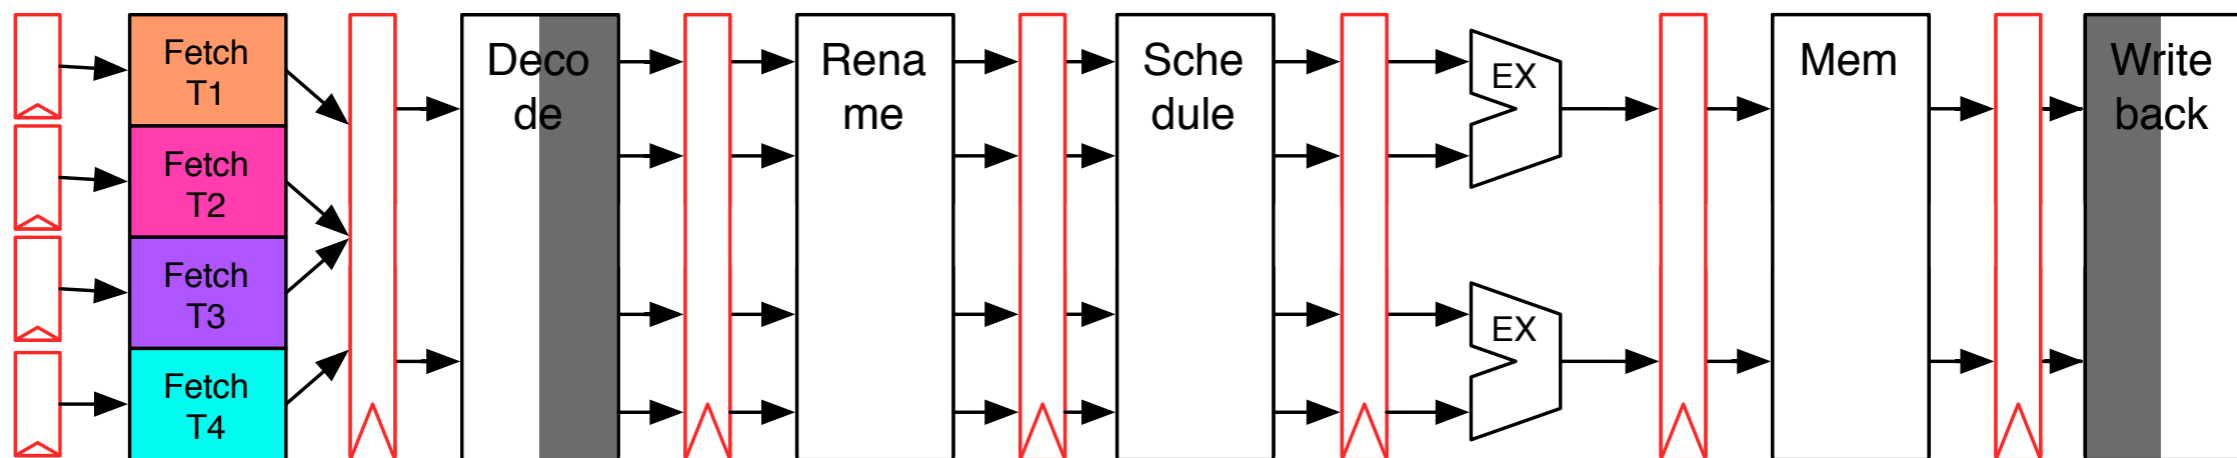 Fetch
T1
Fetch
T2
Fetch
T3
Fetch
T4
Deco
de
Rena
me
Sche
dule
EX
EX
Mem
Write
back